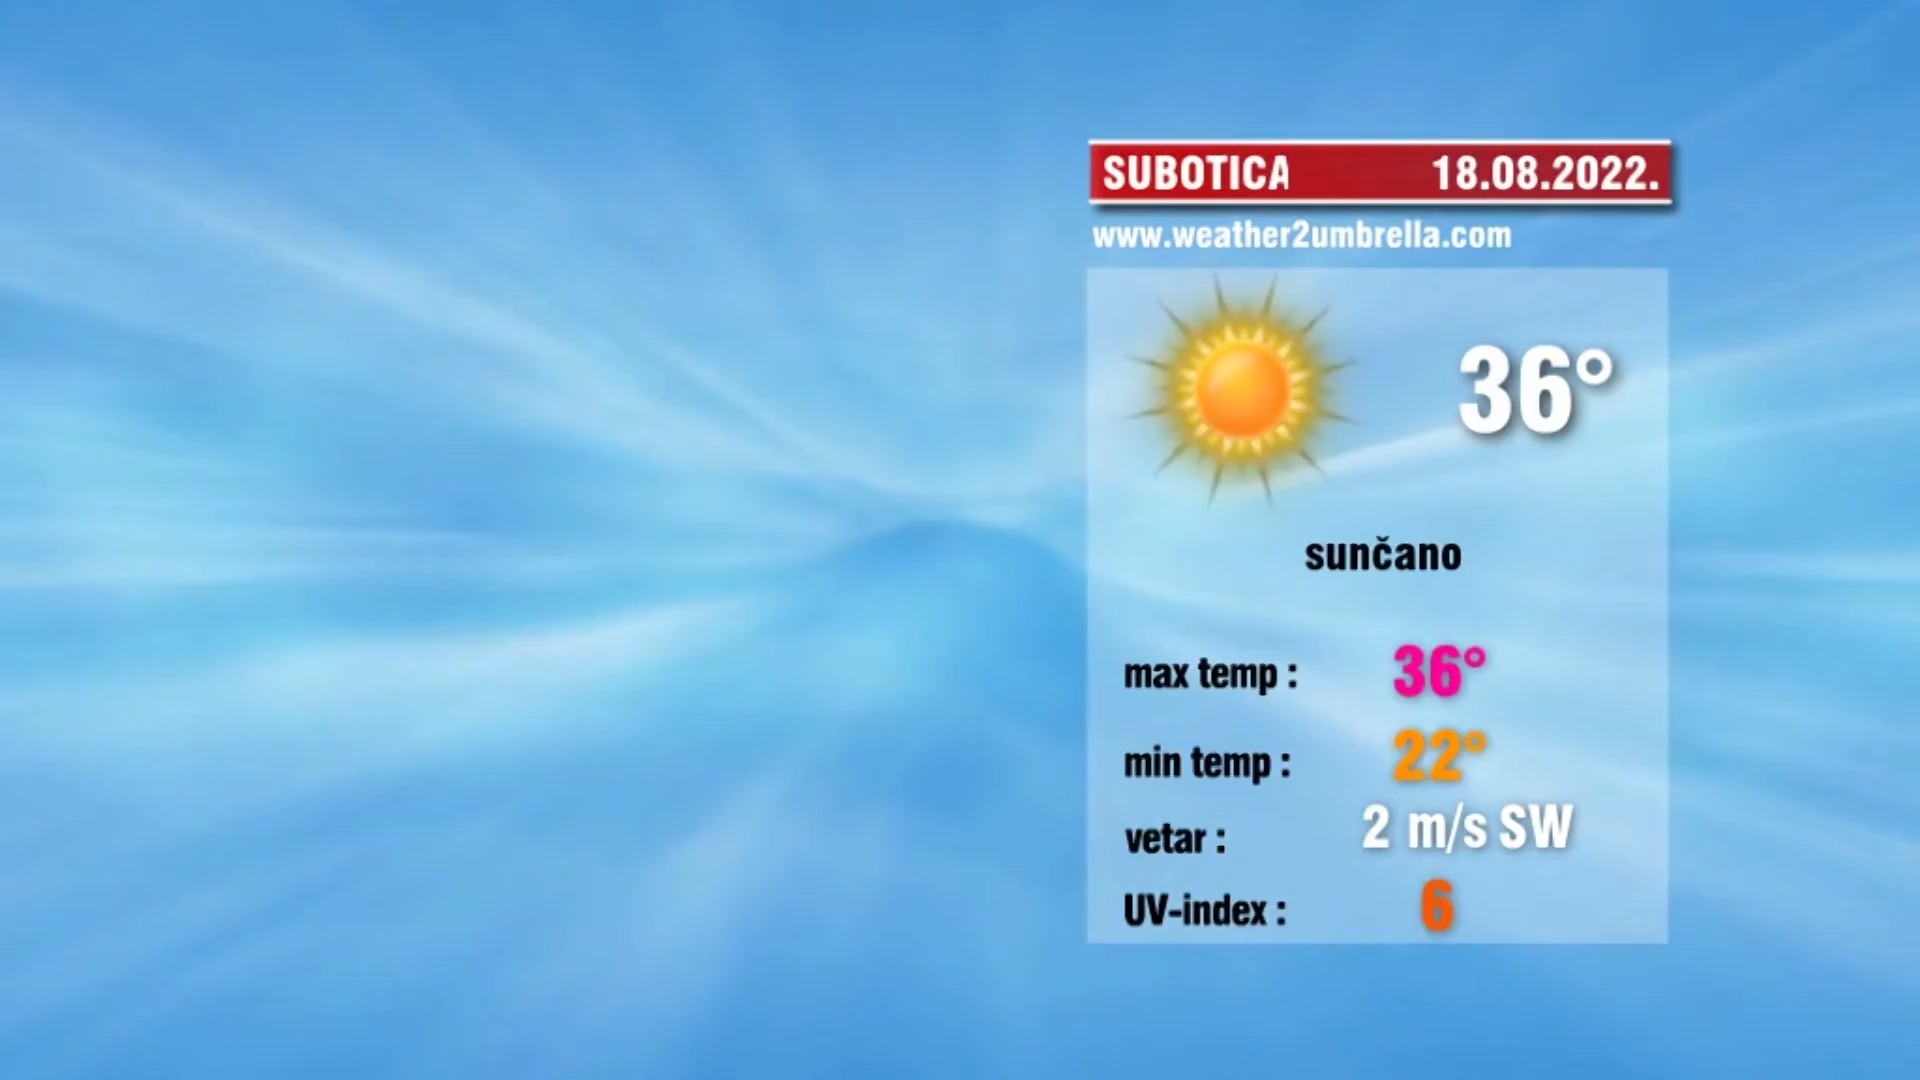 SUBOTICA 18.08.2022.
www.weather2umbrella.com
36°
sunčano
max temp : 36°
min temp : 22°
vetar : 2 m/s SW
UV-index : 6